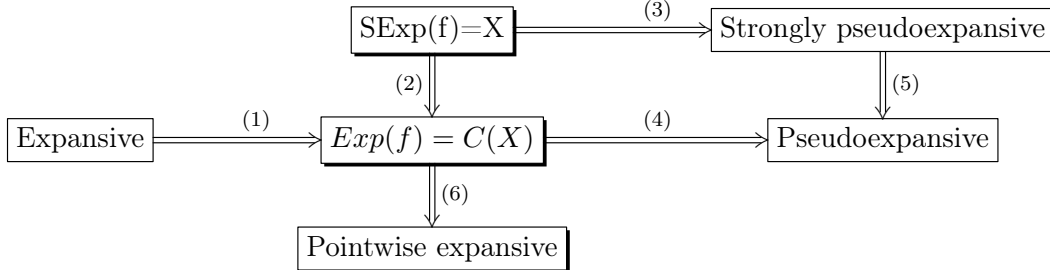 SExp(f)=X
(3)
Strongly pseudoexpansive
(2)
(5)
Expansive
(1)
Exp(f) = C(X)
(4)
Pseudoexpansive
(6)
Pointwise expansive